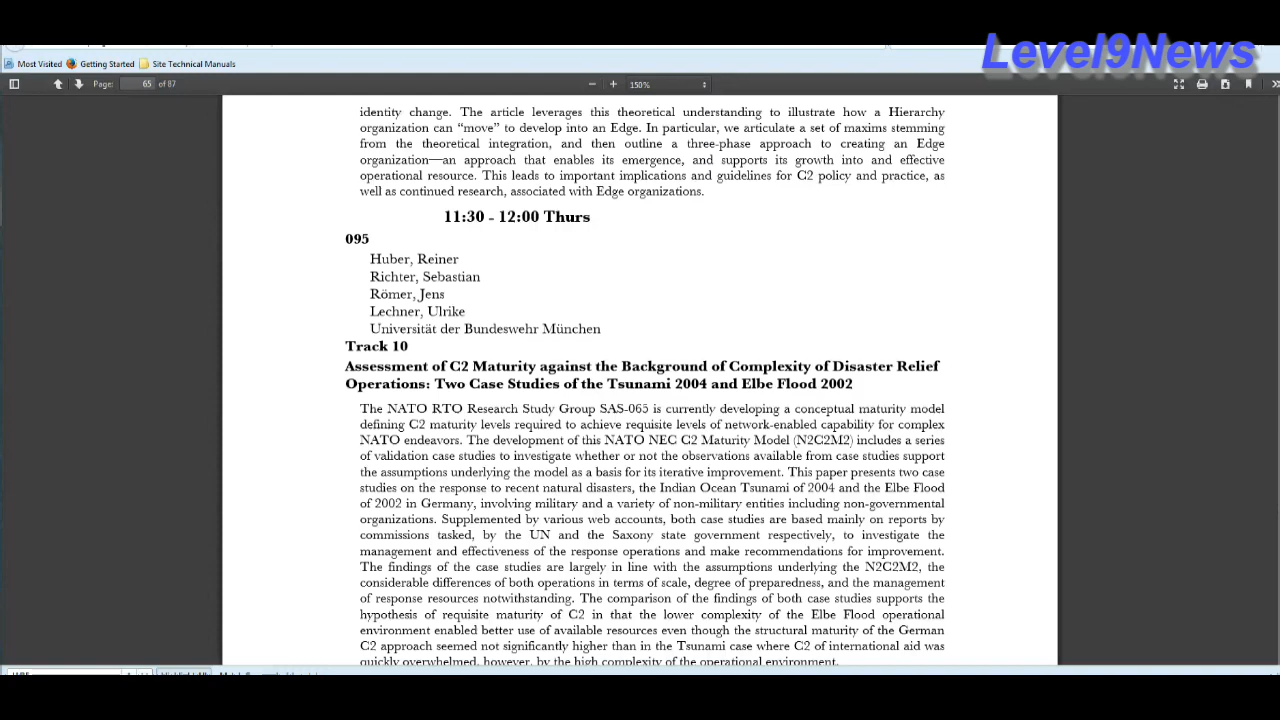 Level9News
Most Visited Getting Started Site Technical Manuals
Page: 65 of 87 150%
identity change. The article leverages this theoretical understanding to illustrate how a Hierarchy
organization can “move” to develop into an Edge. In particular, we articulate a set of maxims stemming
from the theoretical integration, and then outline a three-phase approach to creating an Edge
organization—an approach that enables its emergence, and supports its growth into and effective
operational resource. This leads to important implications and guidelines for C2 policy and practice, as
well as continued research, associated with Edge organizations.
11:30 - 12:00 Thurs
095
Huber, Reiner
Richter, Sebastian
Römer, Jens
Lechner, Ulrike
Universität der Bundeswehr München
Track 10
Assessment of C2 Maturity against the Background of Complexity of Disaster Relief
Operations: Two Case Studies of the Tsunami 2004 and Elbe Flood 2002
The NATO RTO Research Study Group SAS-065 is currently developing a conceptual maturity model
defining C2 maturity levels required to achieve requisite levels of network-enabled capability for complex
NATO endeavors. The development of this NATO NEC C2 Maturity Model (N2C2M2) includes a series
of validation case studies to investigate whether or not the observations available from case studies support
the assumptions underlying the model as a basis for its iterative improvement. This paper presents two case
studies on the response to recent natural disasters, the Indian Ocean Tsunami of 2004 and the Elbe Flood
of 2002 in Germany, involving military and a variety of non-military entities including non-governmental
organizations. Supplemented by various web accounts, both case studies are based mainly on reports by
commissions tasked, by the UN and the Saxony state government respectively, to investigate the
management and effectiveness of the response operations and make recommendations for improvement.
The findings of the case studies are largely in line with the assumptions underlying the N2C2M2, the
considerable differences of both operations in terms of scale, degree of preparedness, and the management
of response resources notwithstanding. The comparison of the findings of both case studies supports the
hypothesis of requisite maturity of C2 in that the lower complexity of the Elbe Flood operational
environment enabled better use of available resources even though the structural maturity of the German
C2 approach seemed not significantly higher than in the Tsunami case where C2 of international aid was
quickly overwhelmed, however, by the high complexity of the operational environment.